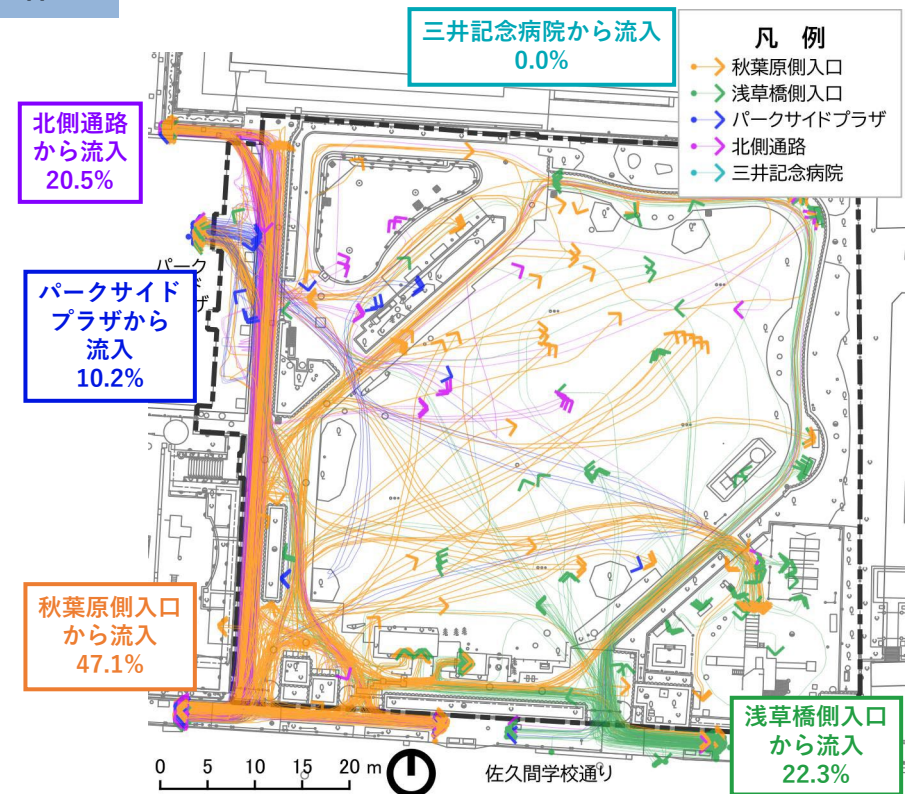 三井記念病院から流入
0.0%
凡 例
秋葉原側入口
浅草橋側入口
パークサイドプラザ
北側通路
三井記念病院
北側通路
から流入
20.5%
パーク
パークサイド
プラザから
流入
10.2%
秋葉原側入口
から流入
47.1%
浅草橋側入口
から流入
22.3%
0 5 10 15 20 m
佐久間学校通り